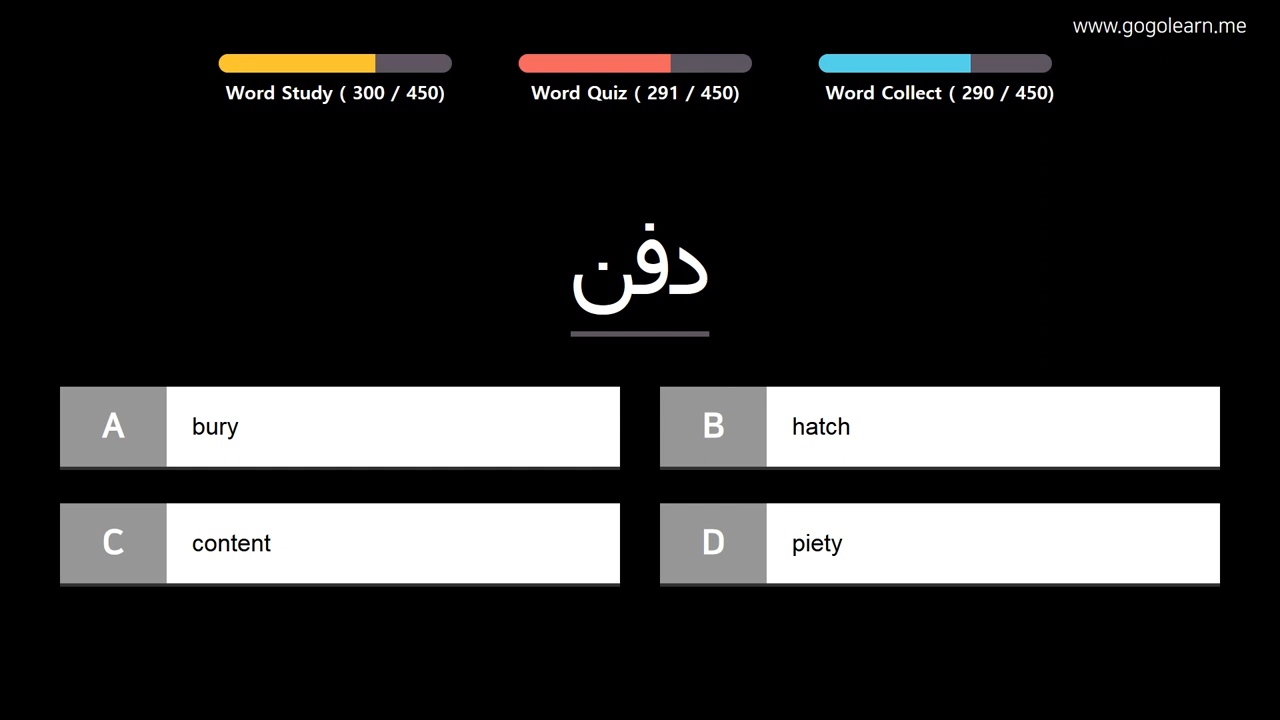 www.gogolearn.me
Word Study ( 300 / 450)
Word Quiz ( 291 / 450)
Word Collect ( 290 / 450)
دفن
A bury
B hatch
C content
D piety